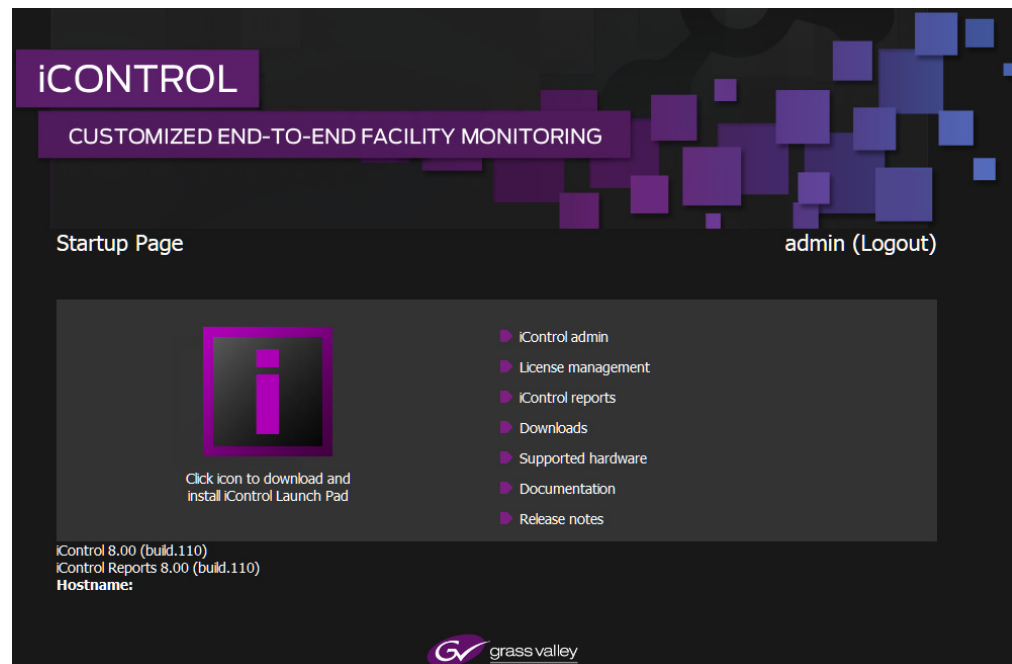 iCONTROL
CUSTOMIZED END-TO-END FACILITY MONITORING
Startup Page
admin (Logout)
Click icon to download and
install iControl Launch Pad
iControl admin
License management
iControl reports
Downloads
Supported hardware
Documentation
Release notes
iControl 8.00 (build.110)
iControl Reports 8.00 (build.110)
Hostname:
GV grass valley